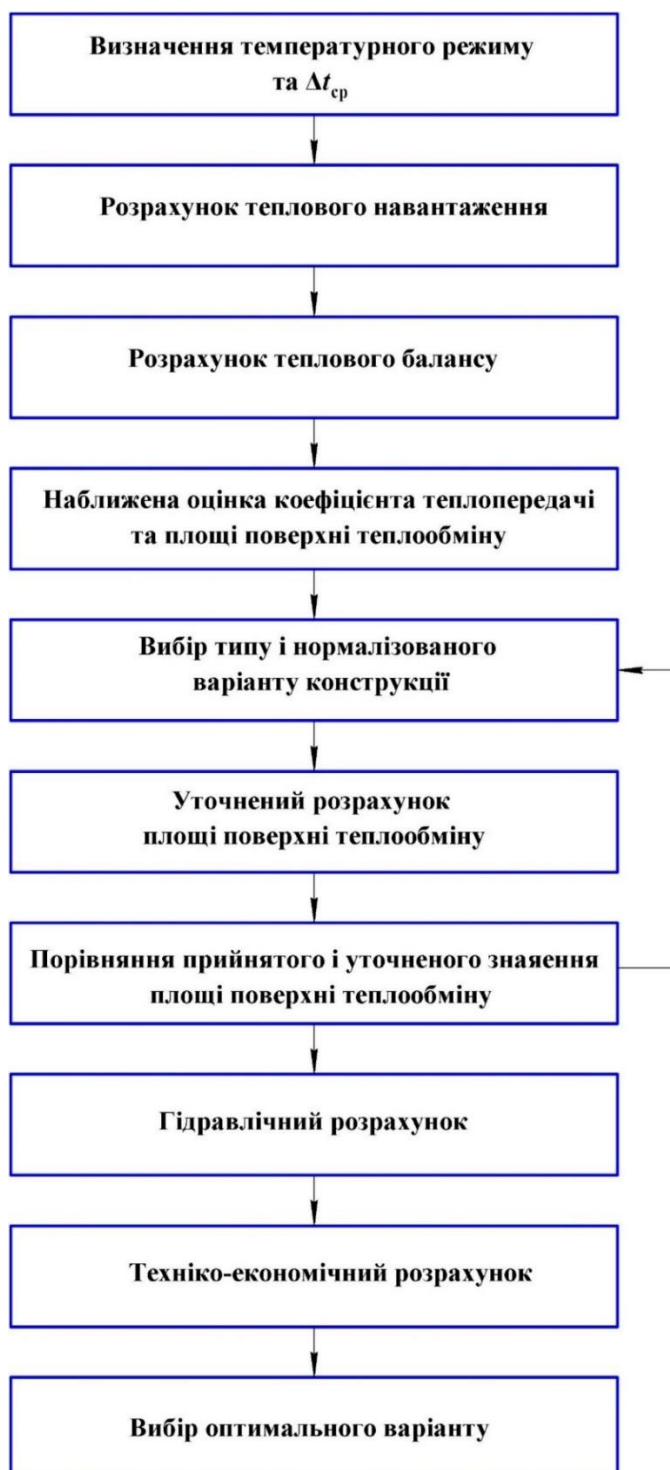 Визначення температурного режиму
та Δtср
Розрахунок теплового навантаження
Розрахунок теплового балансу
Наближена оцінка коефіцієнта теплопередачі
та площі поверхні теплообміну
Вибір типу і нормалізованого
варіанту конструкції
Уточнений розрахунок
площі поверхні теплообміну
Порівняння прийнятого і уточненого знаяення
площі поверхні теплообміну
Гідравлічний розрахунок
Техніко-економічний розрахунок
Вибір оптимального варіанту